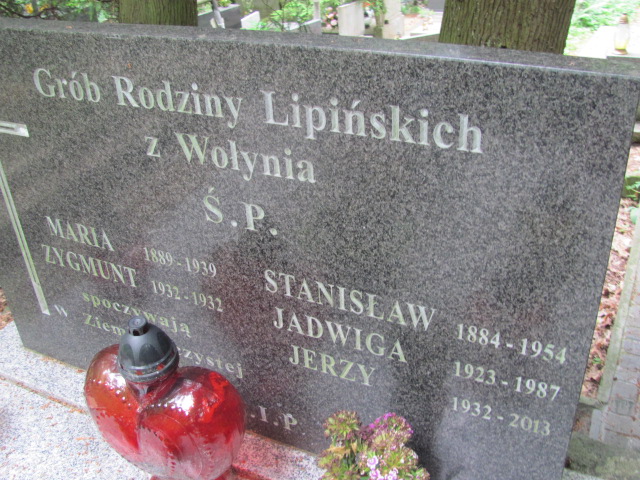 Grób Rodziny Lipińskich
z Wołynia
Ś.P.
MARIA 1889-1939
ZYGMUNT 1932-1932
spoczywają
w
STANISŁAW 1884-1954
JADWIGA 1923-1987
JERZY 1932-2013
.I.P